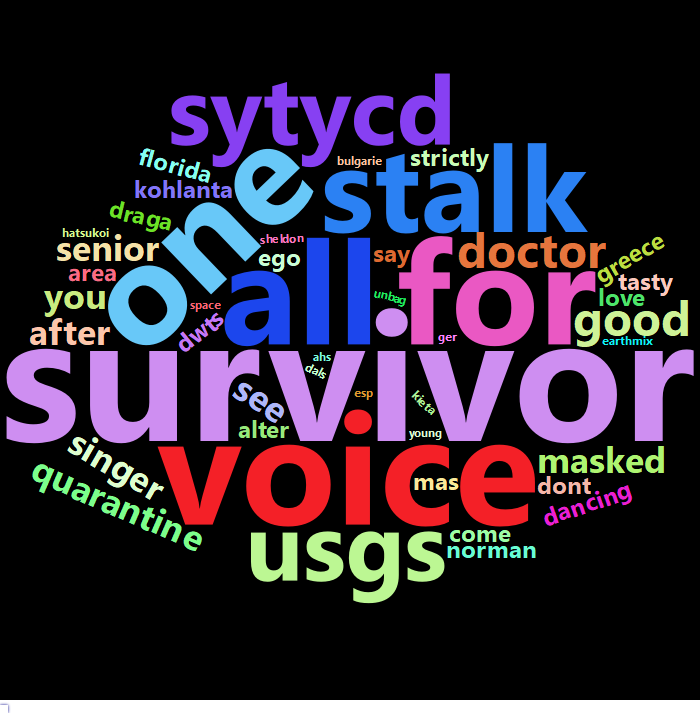 sytycd
florida
bulgarie
strictly
kohlanta
one
stalk
draga
hatsukoi
senior
sheldon
ego
say
doctor
greece
area
all
for
tasty
you
space
unbag
love
good
after
dwts
ger
earthmix
survivor
ahs
dals
see
esp
kieta
alter
young
singer
voice
masked
quarantine
mas
dont
dancing
usgs
come
norman